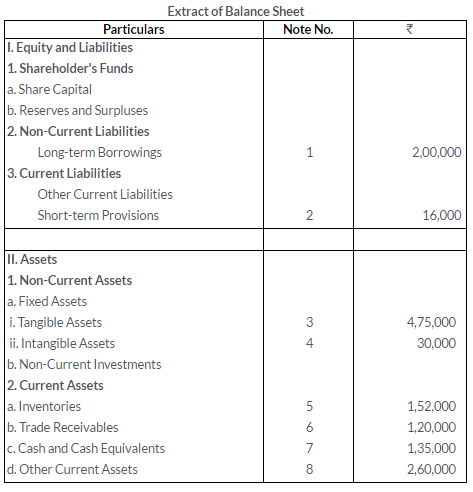 Extract of Balance Sheet
Particulars Note No. ₹
I. Equity and Liabilities
1. Shareholder's Funds
a. Share Capital
b. Reserves and Surpluses
2. Non-Current Liabilities
Long-term Borrowings 1 2,00,000
3. Current Liabilities
Other Current Liabilities
Short-term Provisions 2 16,000
II. Assets
1. Non-Current Assets
a. Fixed Assets
i. Tangible Assets 3 4,75,000
ii. Intangible Assets 4 30,000
b. Non-Current Investments
2. Current Assets
a. Inventories 5 1,52,000
b. Trade Receivables 6 1,20,000
c. Cash and Cash Equivalents 7 1,35,000
d. Other Current Assets 8 2,60,000